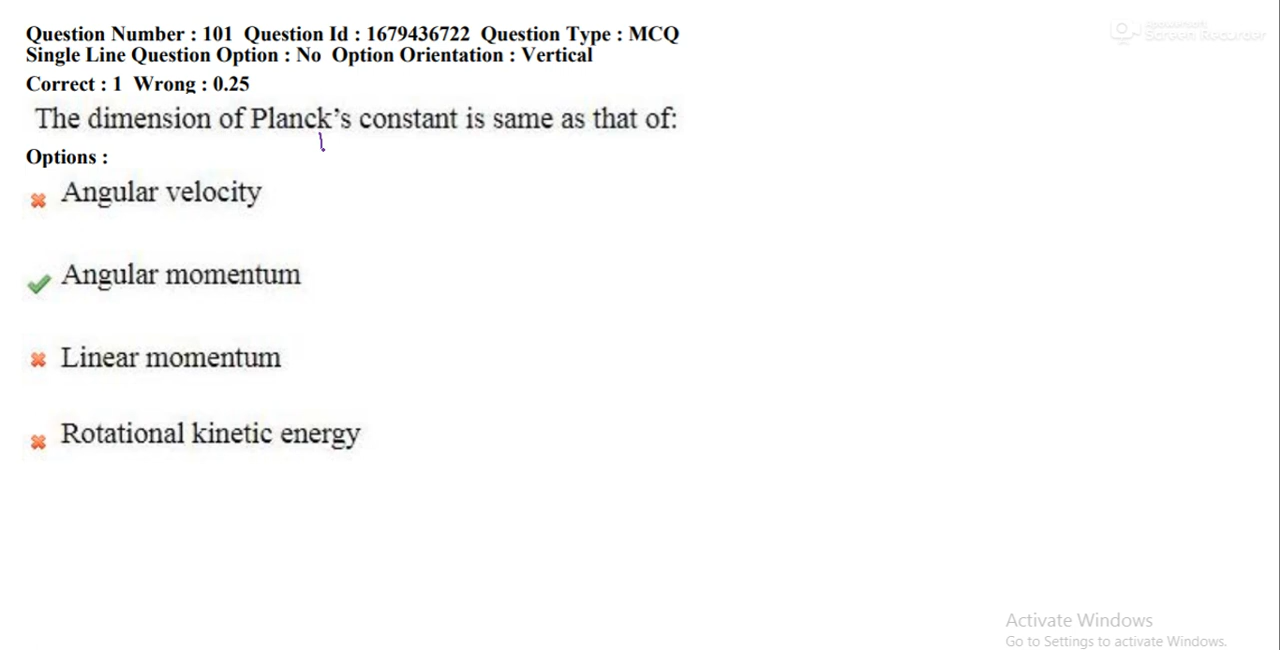 Question Number : 101 Question Id : 1679436722 Question Type : MCQ
Single Line Question Option : No Option Orientation : Vertical
Correct : 1 Wrong : 0.25
The dimension of Planck’s constant is same as that of:
Options :
Angular velocity
Angular momentum
Linear momentum
Rotational kinetic energy
Screen Recorder
Activate Windows
Go to Settings to activate Windows.